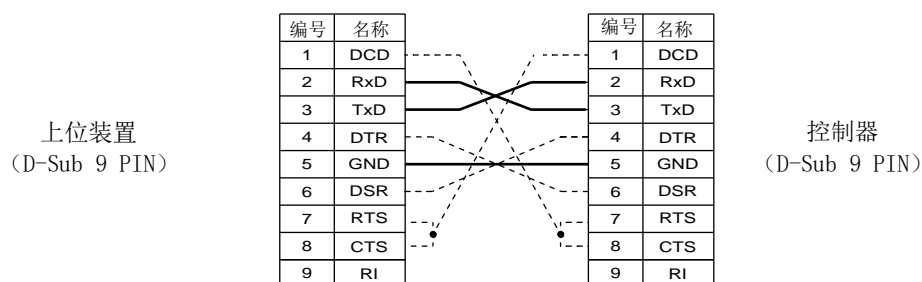 编号 名称 编号 名称
1 DCD 1 DCD
2 RxD 2 RxD
3 TxD 3 TxD
上位装置 4 DTR 4 DTR 控制器
(D-Sub 9 PIN) 5 GND 5 GND (D-Sub 9 PIN)
6 DSR 6 DSR
7 RTS 7 RTS
8 CTS 8 CTS
9 RI 9 RI